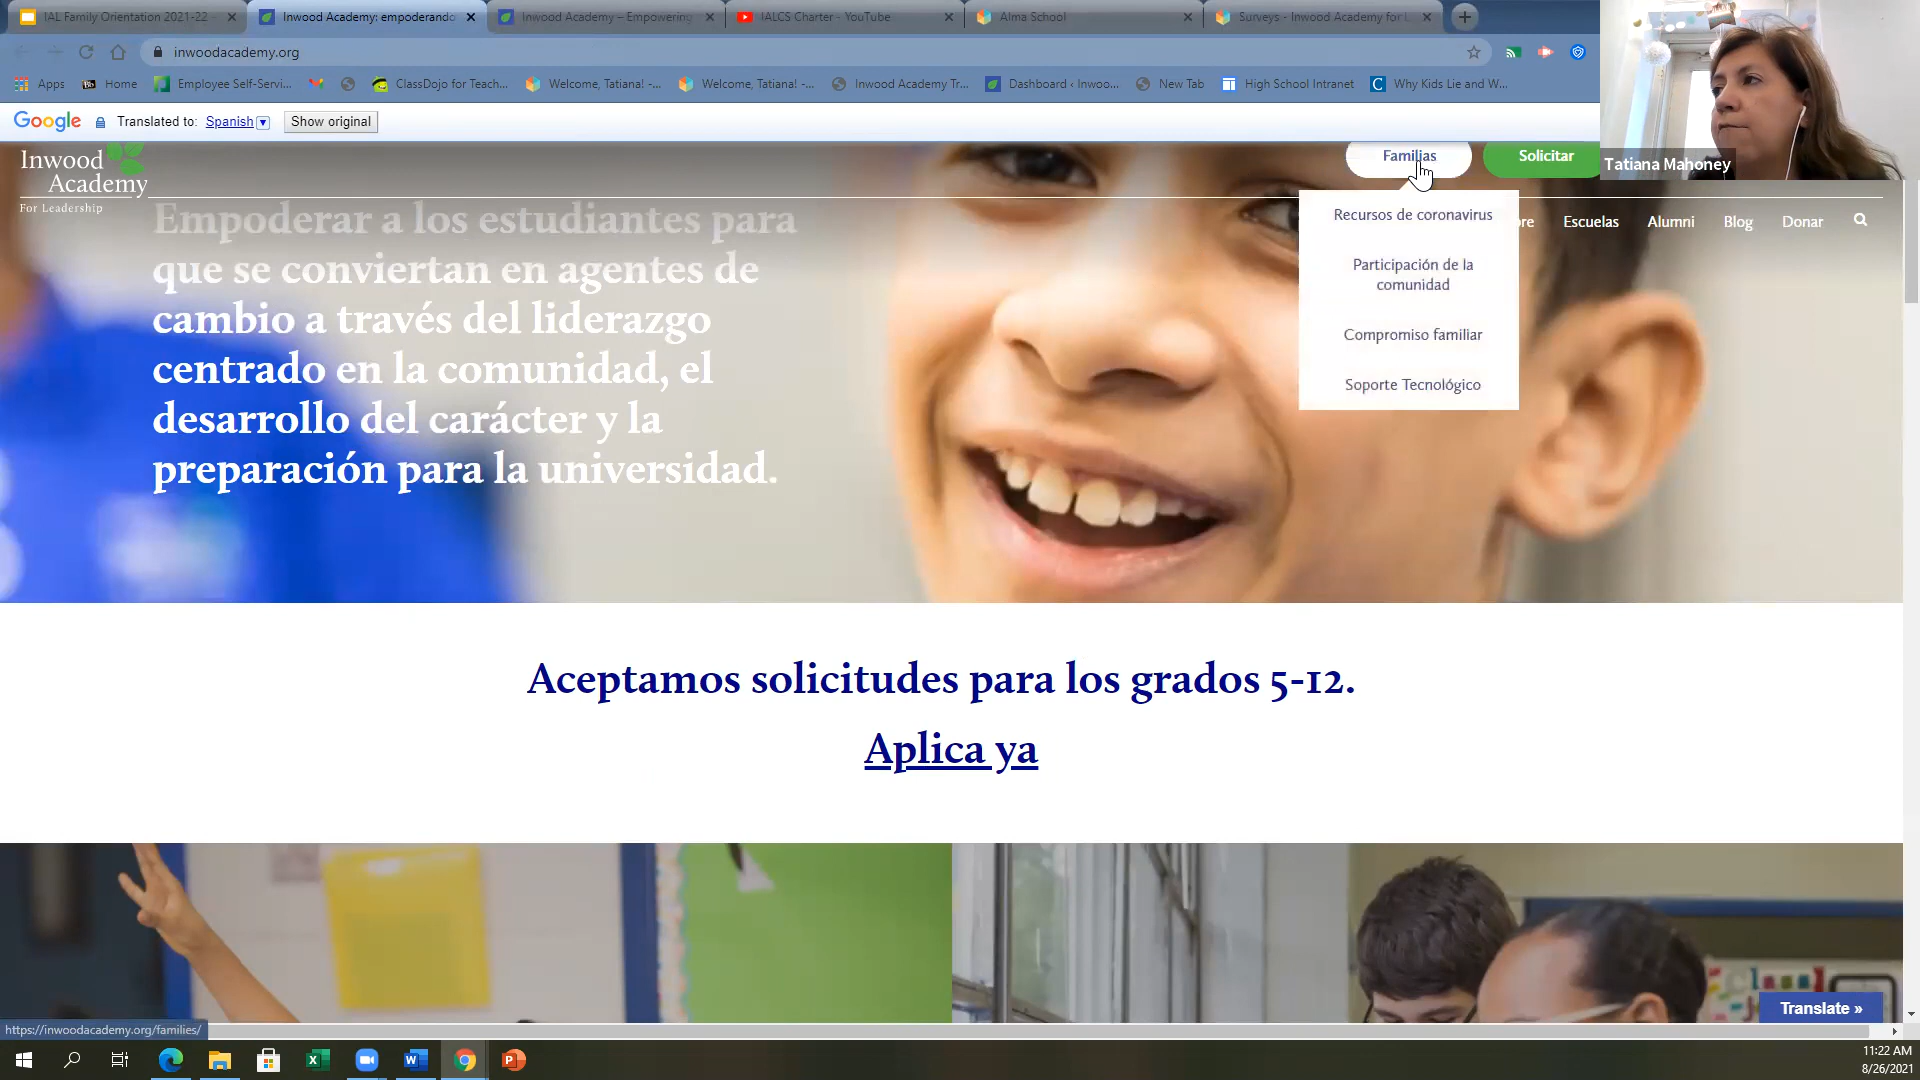 IAL Family Orientation 2021-22
Inwood Academy: empoderando
Inwood Academy – Empowering
IALCS Charter - YouTube
Alma School
Surveys - Inwood Academy for L
inwoodacademy.org
Apps
Home
Employee Self-Servi...
ClassDojo for Teach...
Welcome, Tatiana! -...
Welcome, Tatiana! -...
Inwood Academy Tr...
Dashboard ‹ Inwoo...
New Tab
High School Intranet
Why Kids Lie and W...
Google
Translated to: Spanish
Show original
Tatiana Mahoney
Inwood
Academy
For Leadership
Familias
Solicitar
Recursos de coronavirus
Participación de la
comunidad
Compromiso familiar
Soporte Tecnológico
Escuelas
Alumni
Blog
Donar
Empoderar a los estudiantes para
que se conviertan en agentes de
cambio a través del liderazgo
centrado en la comunidad, el
desarrollo del carácter y la
preparación para la universidad.
Aceptamos solicitudes para los grados 5-12.
Aplica ya
Translate »
https://inwoodacademy.org/families/
11:22 AM
8/26/2021